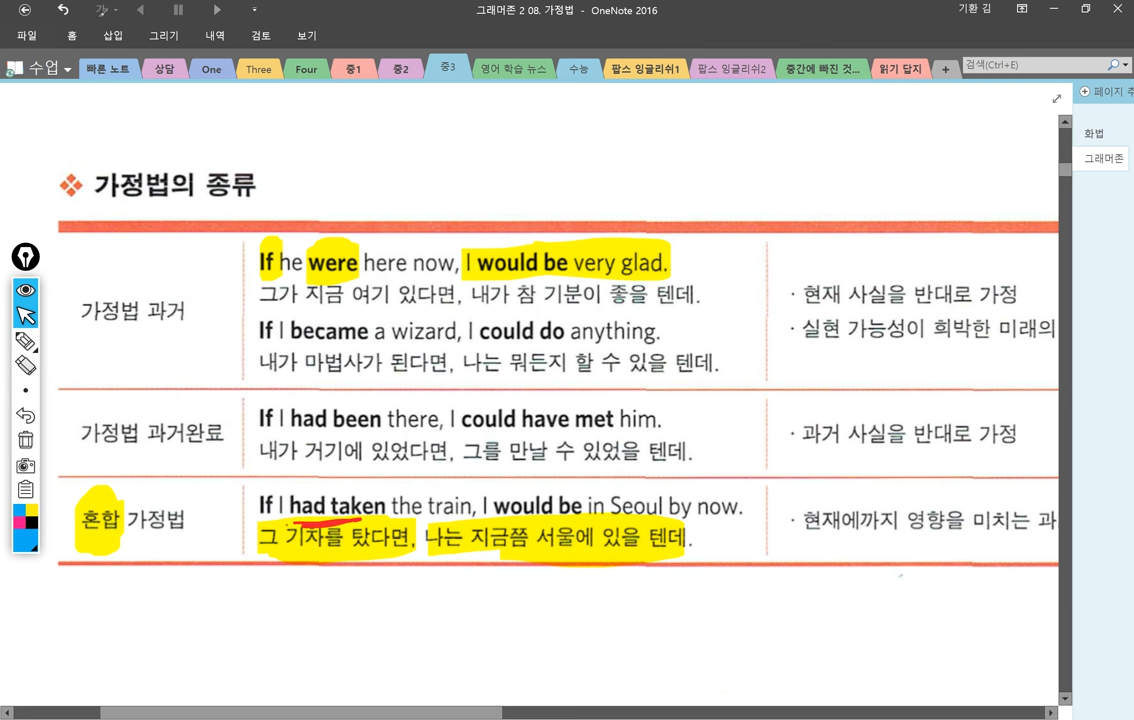 그래머존 2 08. 가정법 - OneNote 2016
기환 김
파일 홈 삽입 그리기 내역 검토 보기
수업 빠른 노트 상담 One Three Four 중1 중2 중3 영어 학습 뉴스 수능 팝스 잉글리쉬1 팝스 잉글리쉬2 중간에 빠진 것... 읽기 답지 + 검색(Ctrl+E)
페이지 추
화법
그래머존
가정법의 종류
If he were here now, I would be very glad.
그가 지금 여기 있다면, 내가 참 기분이 좋을 텐데.
If I became a wizard, I could do anything.
내가 마법사가 된다면, 나는 뭐든지 할 수 있을 텐데.
가정법 과거
· 현재 사실을 반대로 가정
· 실현 가능성이 희박한 미래의
If I had been there, I could have met him.
내가 거기에 있었다면, 그를 만날 수 있었을 텐데.
가정법 과거완료
· 과거 사실을 반대로 가정
If I had taken the train, I would be in Seoul by now.
그 기차를 탔다면, 나는 지금쯤 서울에 있을 텐데.
혼합 가정법
· 현재에까지 영향을 미치는 과